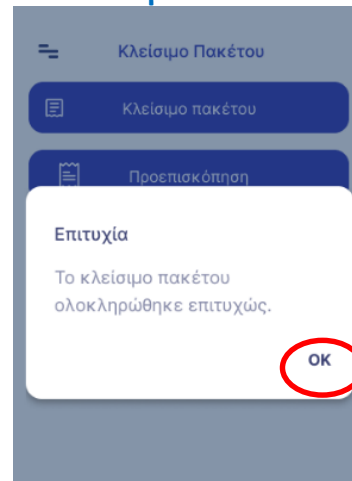 Κλείσιμο Πακέτου
Κλείσιμο πακέτου
Προεπισκόπηση
Επιτυχία
Το κλείσιμο πακέτου
ολοκληρώθηκε επιτυχώς.
OK